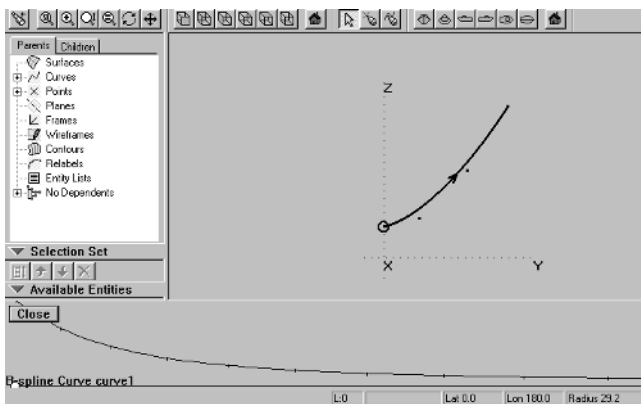 Parents Children
Surfaces
Curves
Points
Planes
Frames
Wireframes
Contours
Relabels
Entity Lists
No Dependents
Selection Set
Available Entities
Z
X
Y
Close
B-spline Curve curve1
L:0 Lat 0.0 Lon 180.0 Radius 29.2